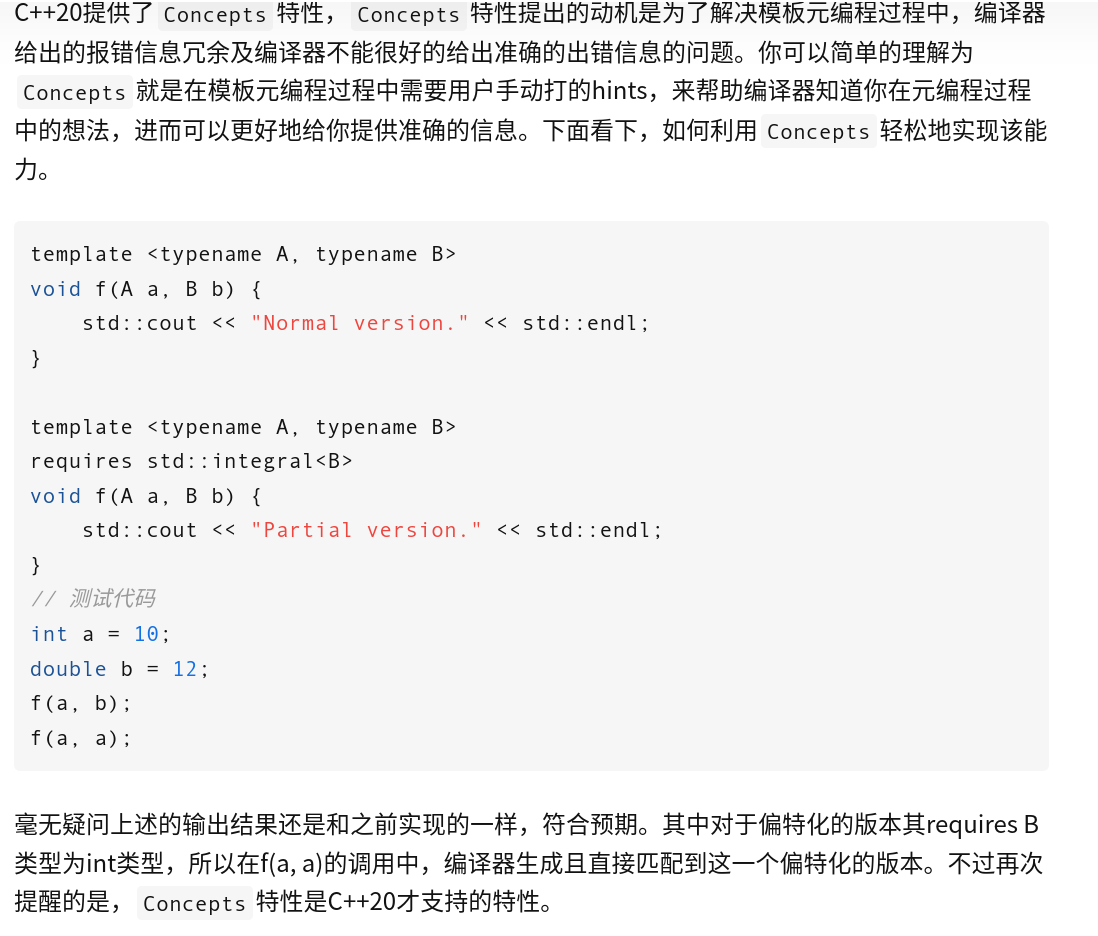 C++20提供了 Concepts 特性， Concepts 特性提出的动机是为了解决模板元编程过程中，编译器
给出的报错信息冗余及编译器不能很好的给出准确的出错信息的问题。你可以简单的理解为
Concepts 就是在模板元编程过程中需要用户手动打的hints，来帮助编译器知道你在元编程过程
中的想法，进而可以更好地给你提供准确的信息。下面看下，如何利用 Concepts 轻松地实现该能
力。
template <typename A, typename B>
void f(A a, B b) {
    std::cout << "Normal version." << std::endl;
}
template <typename A, typename B>
requires std::integral<B>
void f(A a, B b) {
    std::cout << "Partial version." << std::endl;
}
// 测试代码
int a = 10;
double b = 12;
f(a, b);
f(a, a);
毫无疑问上述的输出结果还是和之前实现的一样，符合预期。其中对于偏特化的版本其requires B
类型为int类型，所以在f(a, a)的调用中，编译器生成且直接匹配到这一个偏特化的版本。不过再次
提醒的是， Concepts 特性是C++20才支持的特性。